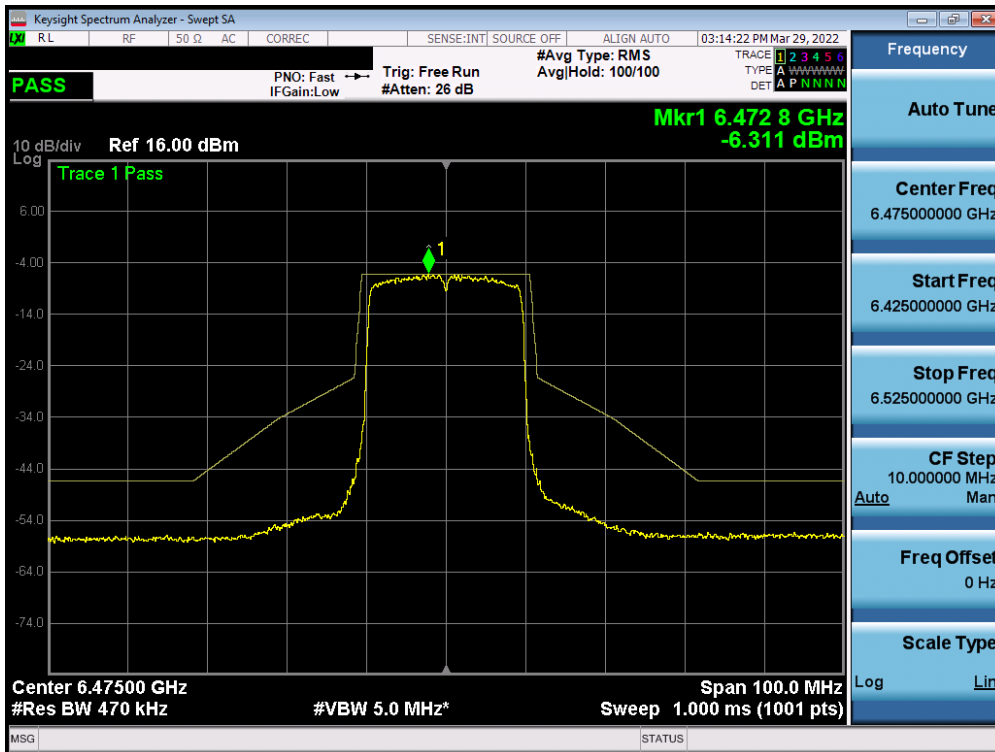 Keysight Spectrum Analyzer - Swept SA
LXI RL RF 50 Ω AC CORREC SENSE:INT SOURCE OFF ALIGN AUTO 03:14:22 PM Mar 29, 2022
PASS
PNO: Fast
IFGain:Low
Trig: Free Run
#Atten: 26 dB
#Avg Type: RMS
Avg|Hold: 100/100
TRACE 1 2 3 4 5 6
TYPE A WWWWW
DET A P N N N N
Mkr1 6.472 8 GHz
-6.311 dBm
10 dB/div Ref 16.00 dBm
Log
Trace 1 Pass
1
6.00
-4.00
-14.0
-24.0
-34.0
-44.0
-54.0
-64.0
-74.0
Center 6.47500 GHz Span 100.0 MHz
#Res BW 470 kHz #VBW 5.0 MHz* Sweep 1.000 ms (1001 pts)
MSG STATUS
Frequency
Auto Tune
Center Freq
6.475000000 GHz
Start Freq
6.425000000 GHz
Stop Freq
6.525000000 GHz
CF Step
10.000000 MHz
Auto Man
Freq Offset
0 Hz
Scale Type
Log Lin